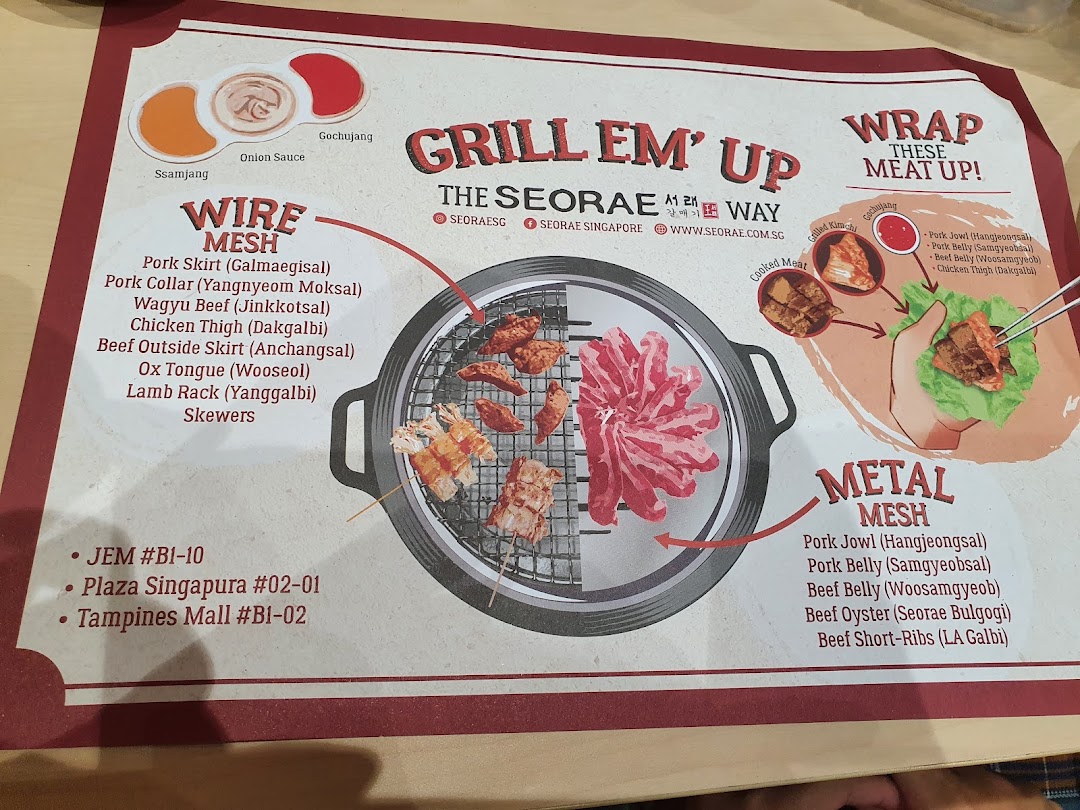 Ssamjang
Onion Sauce
Gochujang
GRILL EM' UP
THE SEORAE 서래 갈매기 WAY
SEORAESG SEORAE SINGAPORE WWW.SEORAE.COM.SG
WIRE
MESH
Pork Skirt (Galmaegisal)
Pork Collar (Yangnyeom Moksal)
Wagyu Beef (Jinkkotsal)
Chicken Thigh (Dakgalbi)
Beef Outside Skirt (Anchangsal)
Ox Tongue (Wooseol)
Lamb Rack (Yanggalbi)
Skewers
• JEM #B1-10
• Plaza Singapura #02-01
• Tampines Mall #B1-02
WRAP
THESE
MEAT UP!
Cooked Meat
Grilled Kimchi
Gochujang
• Pork Jowl (Hangjeongsal)
• Pork Belly (Samgyeobsal)
• Beef Belly (Woosamgyeob)
• Chicken Thigh (Dakgalbi)
METAL
MESH
Pork Jowl (Hangjeongsal)
Pork Belly (Samgyeobsal)
Beef Belly (Woosamgyeob)
Beef Oyster (Seorae Bulgogi)
Beef Short-Ribs (LA Galbi)